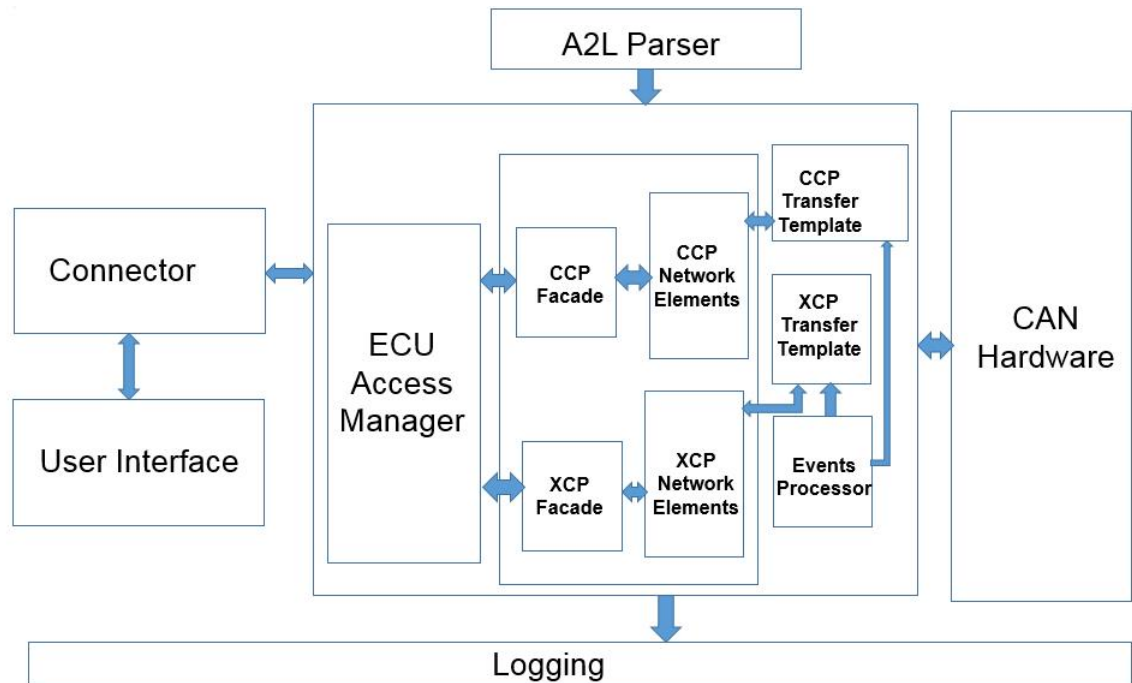 A2L Parser
Connector
User Interface
ECU
Access
Manager
CCP
Facade
CCP
Network
Elements
CCP
Transfer
Template
XCP
Transfer
Template
XCP
Facade
XCP
Network
Elements
Events
Processor
CAN
Hardware
Logging